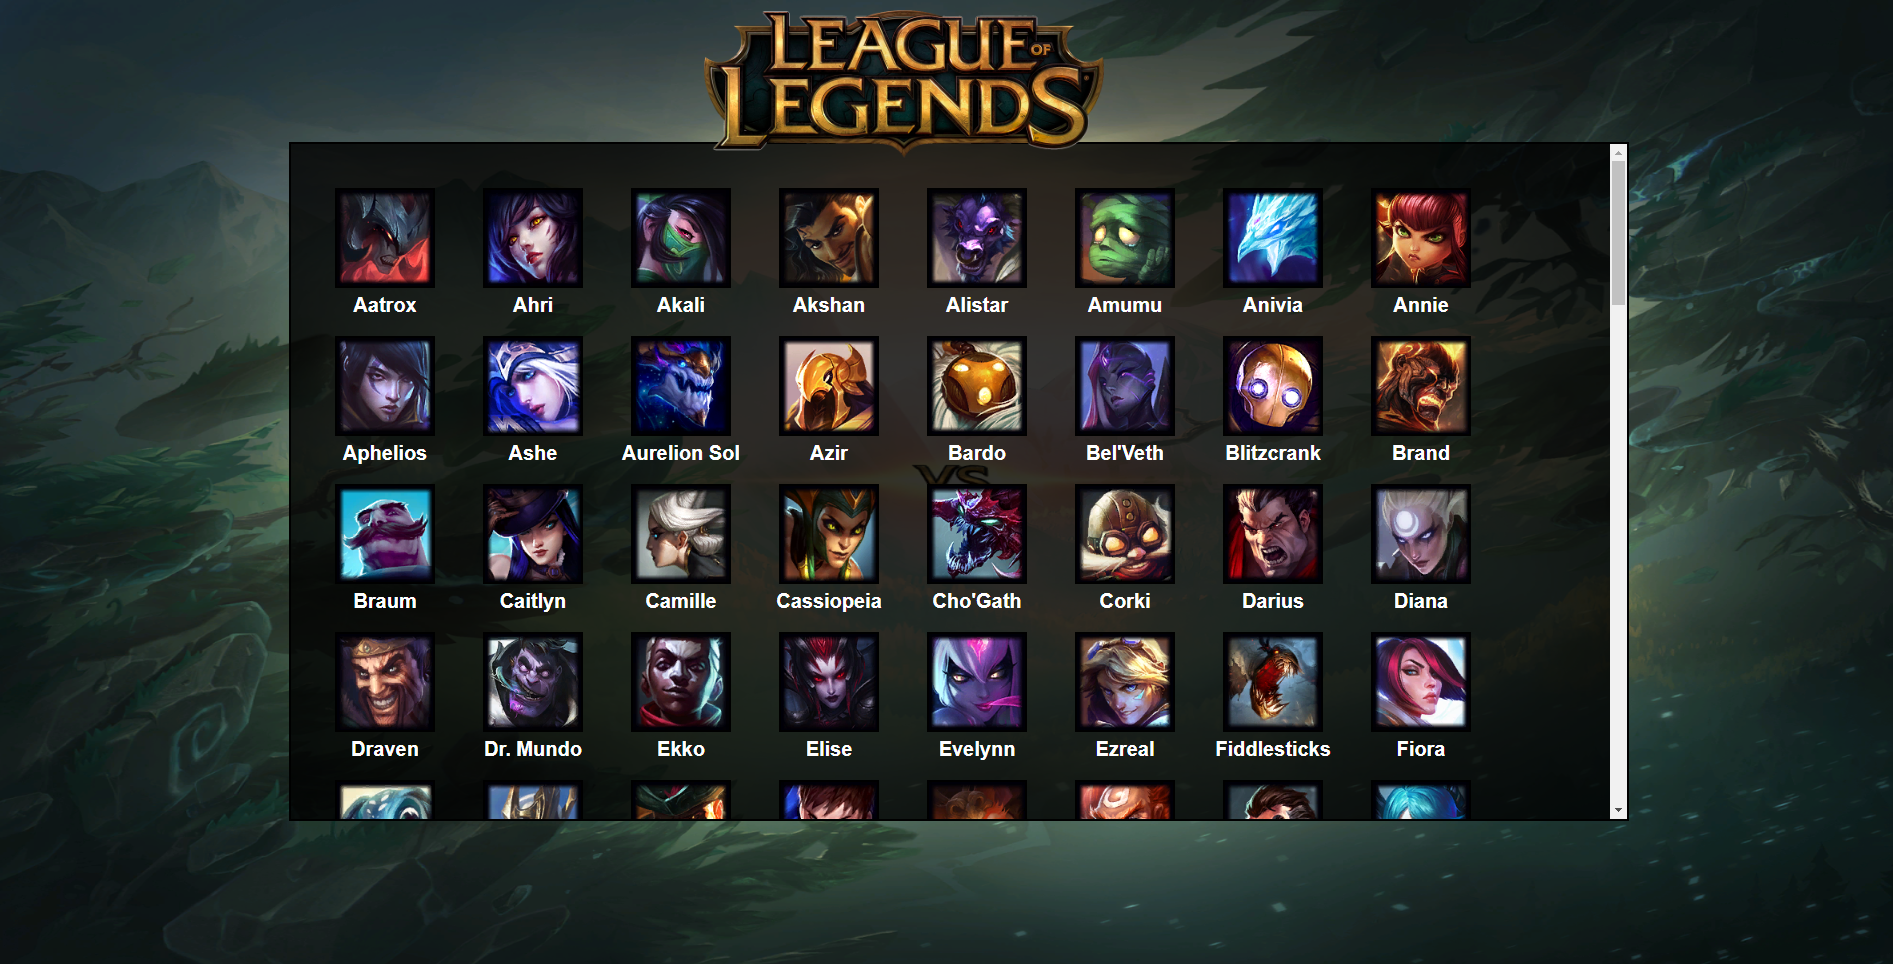 LEAGUE OF
LEGENDS
Aatrox Ahri Akali Akshan Alistar Amumu Anivia Annie
Aphelios Ashe Aurelion Sol Azir Bardo Bel'Veth Blitzcrank Brand
VS
Braum Caitlyn Camille Cassiopeia Cho'Gath Corki Darius Diana
Draven Dr. Mundo Ekko Elise Evelynn Ezreal Fiddlesticks Fiora